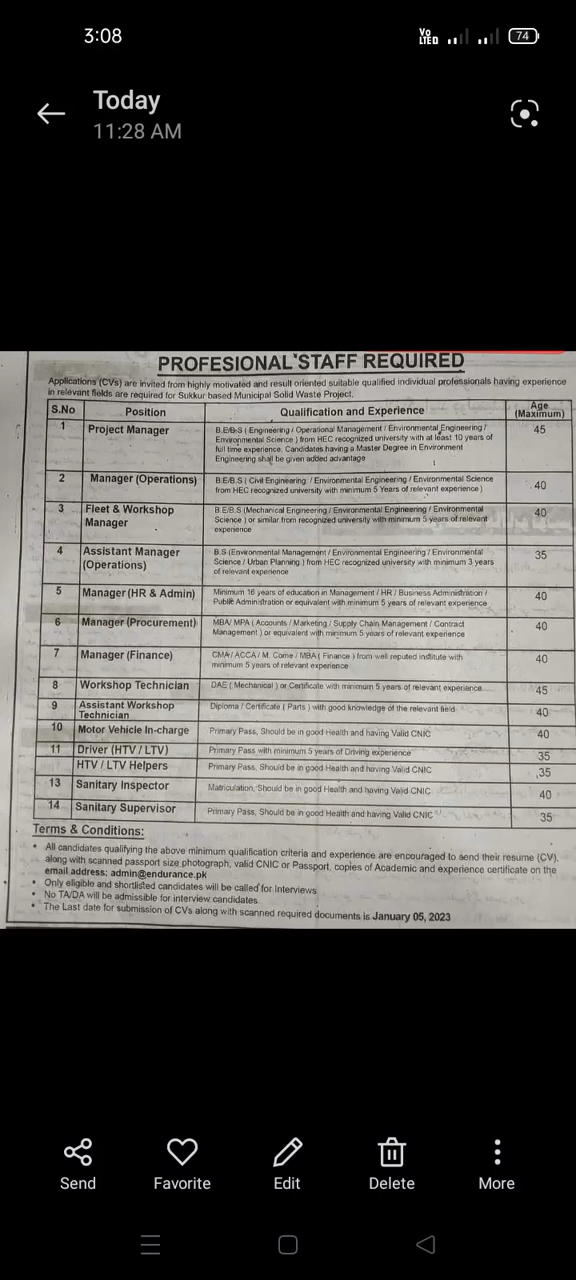 3:08
Vo
LTED
74
Today
11:28 AM
PROFESIONAL STAFF REQUIRED
Applications (CVs) are invited from highly motivated and result oriented suitable qualified individual professionals having experience
in relevant fields are required for Sukkur based Municipal Solid Waste Project.
S.No Position Qualification and Experience Age (Maximum)
1 Project Manager B.E/B.S ( Engineering / Operational Management / Environmental Engineering /
Environmental Science ) from HEC recognized university with at least 10 years of
full time experience, Candidates having a Master Degree in Environment
Engineering shall be given added advantage 45
2 Manager (Operations) B.E/B.S ( Civil Engineering / Environmental Engineering / Environmental Science
from HEC recognized university with minimum 5 Years of relevant experience ) 40
3 Fleet & Workshop Manager B.E/B.S (Mechanical Engineering / Environmental Engineering / Environmental
Science ) or similar from recognized university with minimum 5 years of relevant
experience 40
4 Assistant Manager (Operations) B.S (Environmental Management / Environmental Engineering / Environmental
Science / Urban Planning ) from HEC recognized university with minimum 3 years
of relevant experience 35
5 Manager (HR & Admin) Minimum 16 years of education in Management / HR / Business Administration /
Public Administration or equivalent with minimum 5 years of relevant experience 40
6 Manager (Procurement) MBA/ MPA ( Accounts / Marketing / Supply Chain Management / Contract
Management ) or equivalent with minimum 5 years of relevant experience 40
7 Manager (Finance) CMA/ ACCA / M. Come / MBA ( Finance ) from well reputed institute with
minimum 5 years of relevant experience 40
8 Workshop Technician DAE ( Mechanical ) or Certificate with minimum 5 years of relevant experience 45
9 Assistant Workshop Technician Diploma / Certificate ( Parts ) with good knowledge of the relevant field 40
10 Motor Vehicle In-charge Primary Pass, Should be in good Health and having Valid CNIC 40
11 Driver (HTV / LTV) Primary Pass with minimum 5 years of Driving experience 35
HTV / LTV Helpers Primary Pass, Should be in good Health and having Valid CNIC 35
13 Sanitary Inspector Matriculation, Should be in good Health and having Valid CNIC 40
14 Sanitary Supervisor Primary Pass, Should be in good Health and having Valid CNIC 35
Terms & Conditions:
• All candidates qualifying the above minimum qualification criteria and experience are encouraged to send their resume (CV),
along with scanned passport size photograph, valid CNIC or Passport, copies of Academic and experience certificate on the
email address; admin@endurance.pk
• Only eligible and shortlisted candidates will be called for Interviews
• No TA/DA will be admissible for interview candidates
• The Last date for submission of CVs along with scanned required documents is January 05, 2023
Send
Favorite
Edit
Delete
More